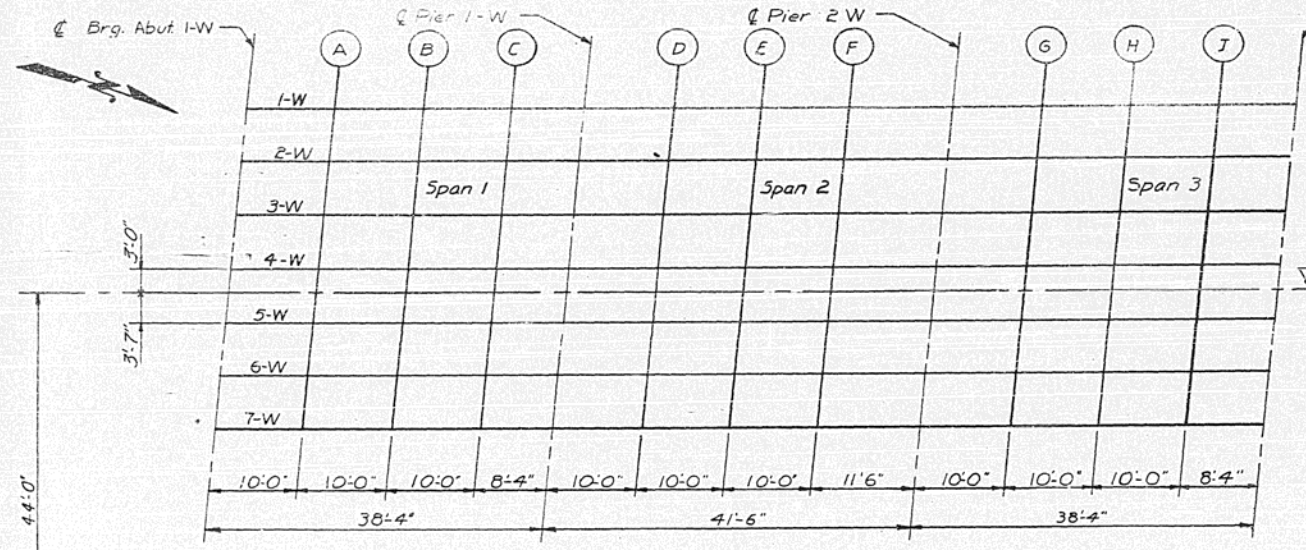 ℄ Brg. Abut. 1-W
℄ Pier 1-W
℄ Pier 2 W
A B C D E F G H J
N
1-W
2-W
Span 1 Span 2 Span 3
3-W
3'-0"
4-W
5-W
3'-7"
6-W
7-W
10'-0" 10'-0" 10'-0" 8'-4" 10'-0" 10'-0" 10'-0" 11'6" 10'-0" 10'-0" 10'-0" 8'-4"
38'-4" 41'-6" 38'-4"
44'-0"